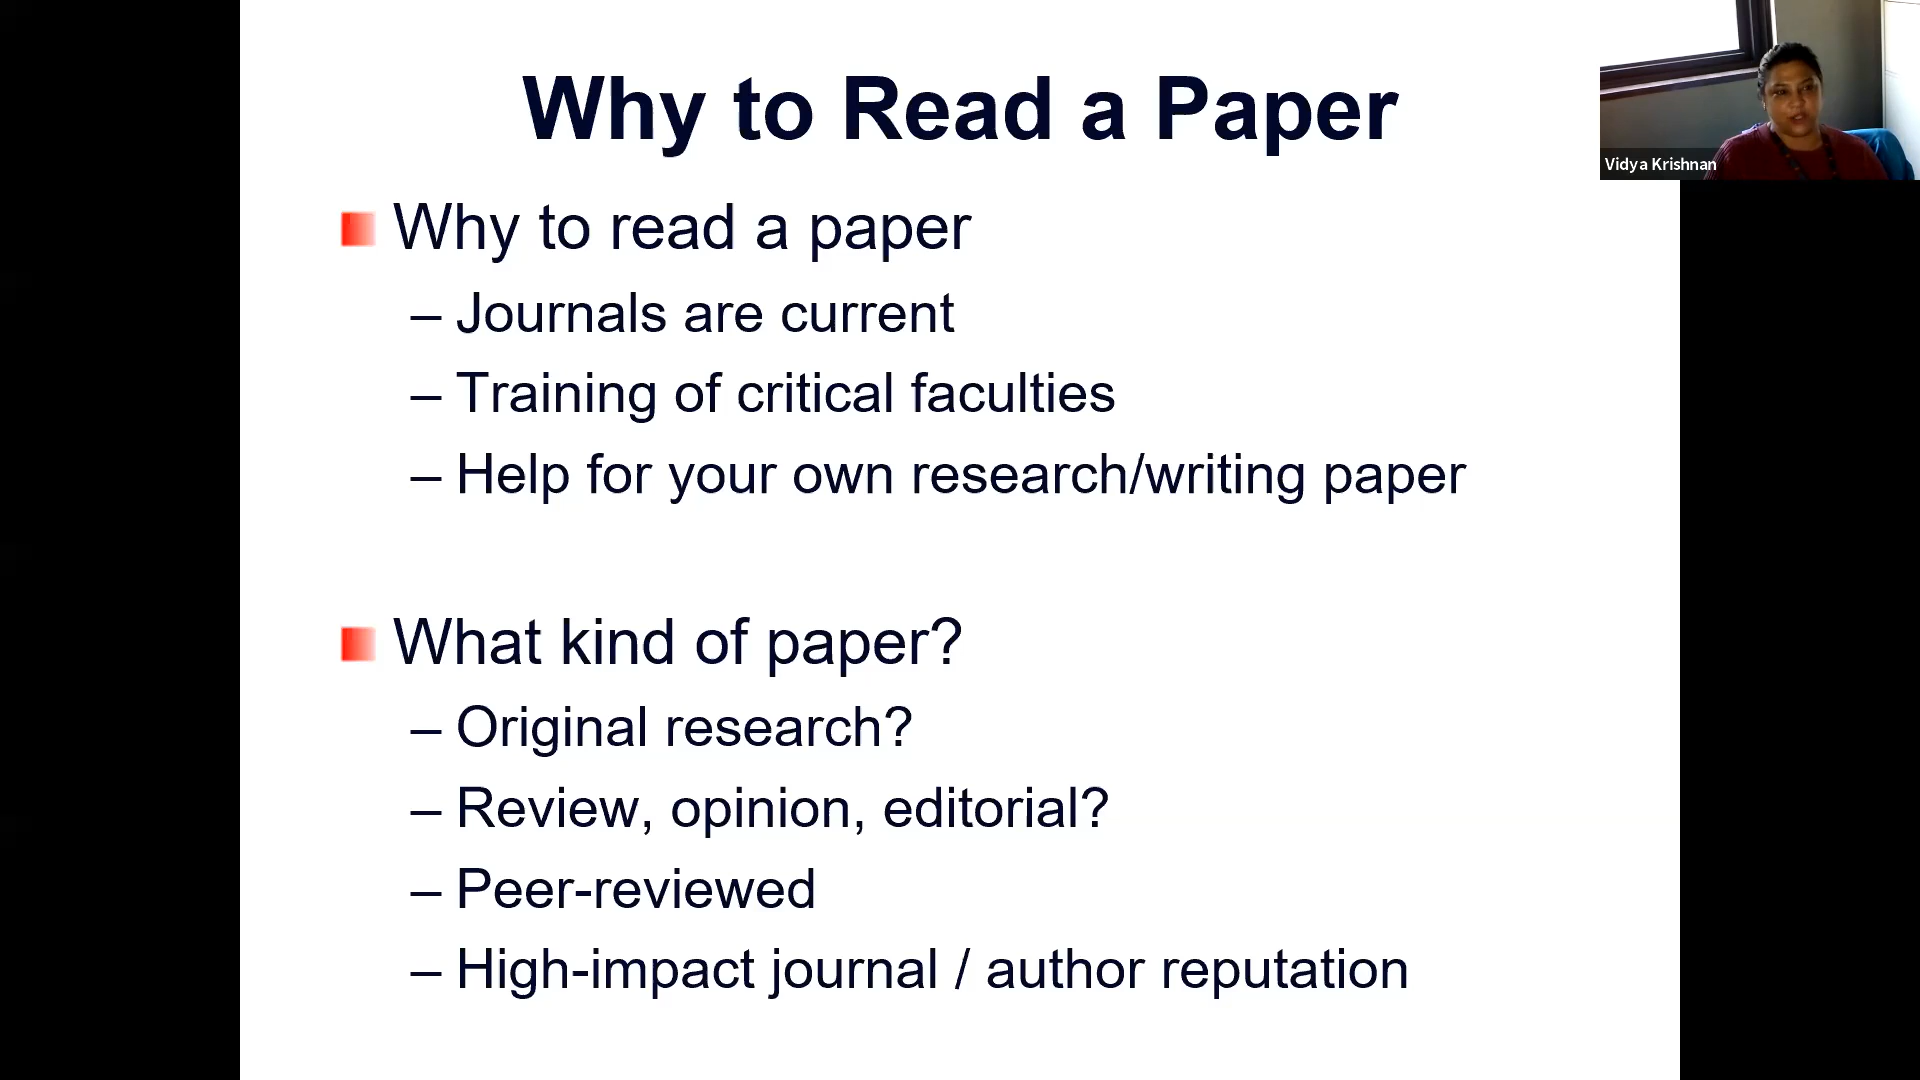 Why to Read a Paper
Vidya Krishnan
Why to read a paper
– Journals are current
– Training of critical faculties
– Help for your own research/writing paper
What kind of paper?
– Original research?
– Review, opinion, editorial?
– Peer-reviewed
– High-impact journal / author reputation